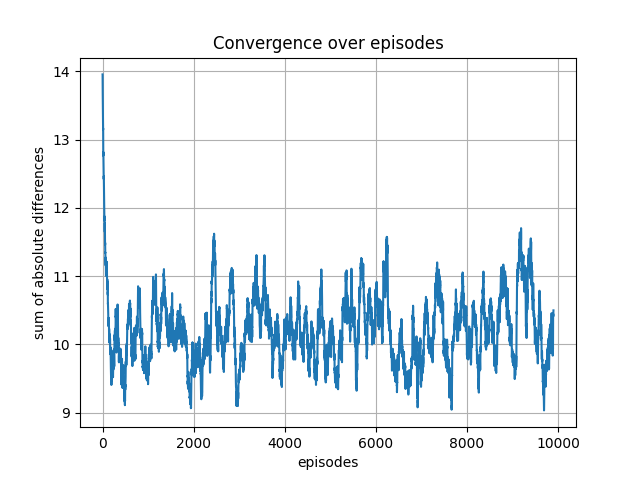 Convergence over episodes
14
13
12
11
10
9
sum of absolute differences
0 2000 4000 6000 8000 10000
episodes